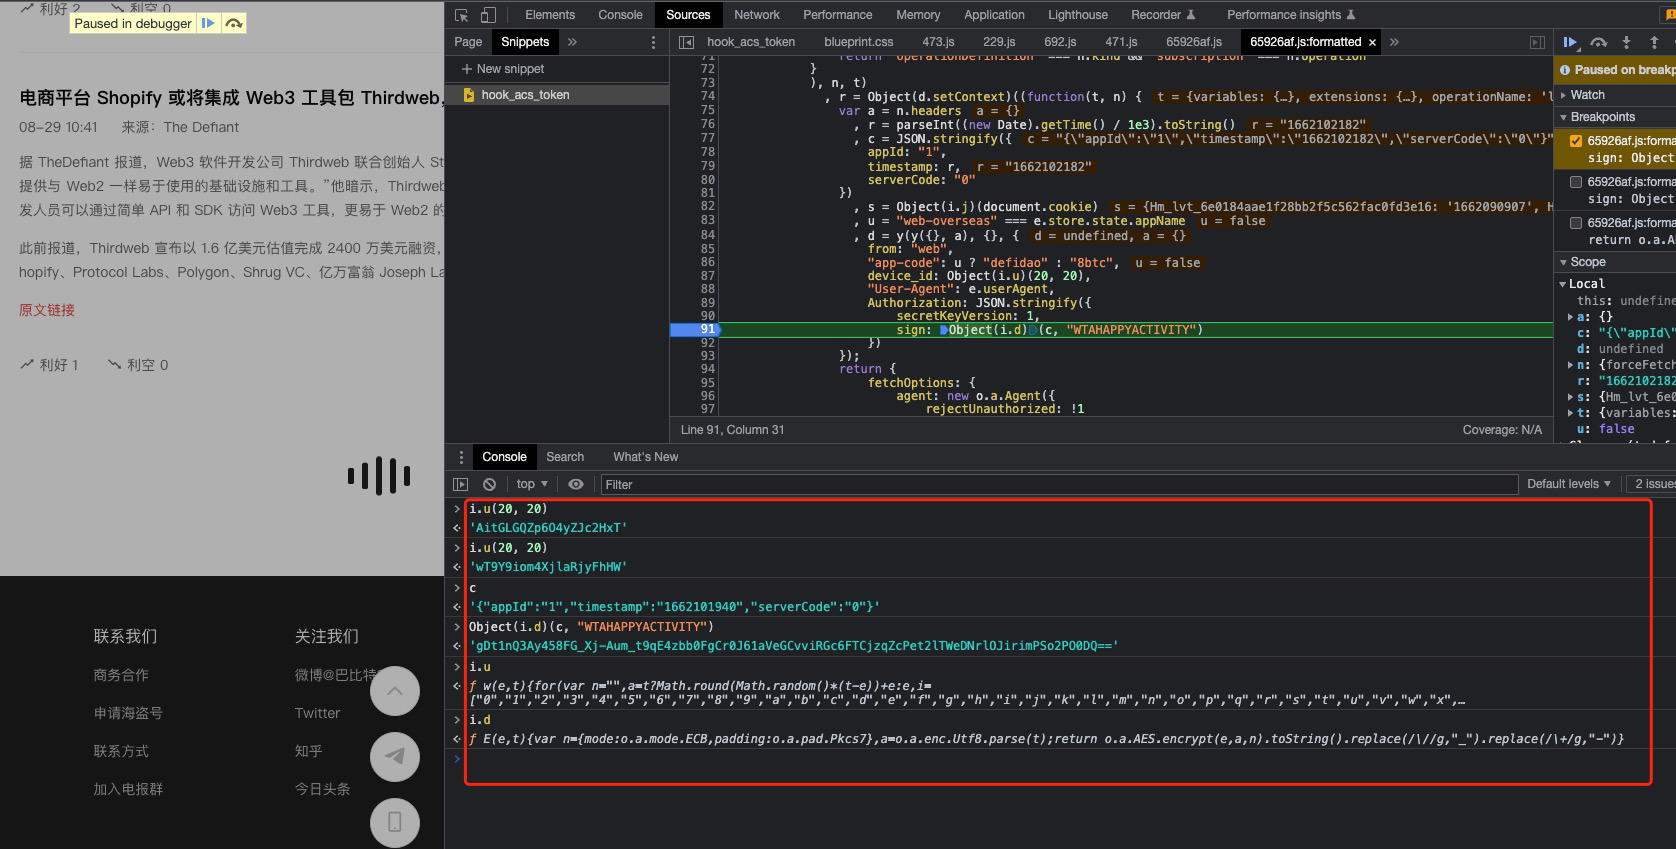 利好 2 利空 0
Paused in debugger
电商平台 Shopify 或将集成 Web3 工具包 Thirdweb,
08-29 10:41 来源：The Defiant
据 TheDefiant 报道，Web3 软件开发公司 Thirdweb 联合创始人 St
提供与 Web2 一样易于使用的基础设施和工具。”他暗示，Thirdweb
发人员可以通过简单 API 和 SDK 访问 Web3 工具，更易于 Web2 的
此前报道，Thirdweb 宣布以 1.6 亿美元估值完成 2400 万美元融资，
hopify、Protocol Labs、Polygon、Shrug VC、亿万富翁 Joseph La
原文链接
利好 1 利空 0
联系我们 关注我们
商务合作 微博@巴比特
申请海盗号 Twitter
联系方式 知乎
加入电报群 今日头条
Elements Console Sources Network Performance Memory Application Lighthouse Recorder Performance insights
Page Snippets »
+ New snippet
hook_acs_token
hook_acs_token blueprint.css 473.js 229.js 692.js 471.js 65926af.js 65926af.js:formatted × »
71 return "OperationDefinition" === n.kind && "subscription" === n.operation
72 }
73 ), n, t)
74 , r = Object(d.setContext)((function(t, n) { t = {variables: {…}, extensions: {…}, operationName: 'l
75 var a = n.headers a = {}
76 , r = parseInt((new Date).getTime() / 1e3).toString() r = "1662102182"
77 , c = JSON.stringify({ c = "{\"appId\":\"1\",\"timestamp\":\"1662102182\",\"serverCode\":\"0\"}"
78 appId: "1",
79 timestamp: r, r = "1662102182"
80 serverCode: "0"
81 })
82 , s = Object(i.j)(document.cookie) s = {Hm_lvt_6e0184aae1f28bb2f5c562fac0fd3e16: '1662090907', H
83 , u = "web-overseas" === e.store.state.appName u = false
84 , d = y(y({}, a), {}, { d = undefined, a = {}
85 from: "web",
86 "app-code": u ? "defidao" : "8btc", u = false
87 device_id: Object(i.u)(20, 20),
88 "User-Agent": e.userAgent,
89 Authorization: JSON.stringify({
90 secretKeyVersion: 1,
91 sign: Object(i.d)(c, "WTAHAPPYACTIVITY")
92 })
93 });
94 return {
95 fetchOptions: {
96 agent: new o.a.Agent({
97 rejectUnauthorized: !1
Line 91, Column 31 Coverage: N/A
Paused on breakp
Watch
Breakpoints
65926af.js:forma
sign: Object
65926af.js:forma
sign: Object
65926af.js:forma
return o.a.AE
Scope
Local
this: undefine
a: {}
c: "{\"appId\"
d: undefined
n: {forceFetch
r: "1662102182
s: {Hm_lvt_6e0
t: {variables:
u: false
Console Search What's New
top Filter Default levels 2 issues
i.u(20, 20)
'AitGLGQZp6O4yZJc2HxT'
i.u(20, 20)
'wT9Y9iom4XjlaRjyFhHW'
c
'{"appId":"1","timestamp":"1662101940","serverCode":"0"}'
Object(i.d)(c, "WTAHAPPYACTIVITY")
'gDt1nQ3Ay458FG_Xj-Aum_t9qE4zbb0FgCr0J61aVeGCvviRGc6FTCjzqZcPet2lTWeDNrlOJirimPSo2PO0DQ=='
i.u
ƒ w(e,t){for(var n="",a=t?Math.round(Math.random()*(t-e))+e:e,i=
["0","1","2","3","4","5","6","7","8","9","a","b","c","d","e","f","g","h","i","j","k","l","m","n","o","p","q","r","s","t","u","v","w","x",…
i.d
ƒ E(e,t){var n={mode:o.a.mode.ECB,padding:o.a.pad.Pkcs7},a=o.a.enc.Utf8.parse(t);return o.a.AES.encrypt(e,a,n).toString().replace(/\//g,"_").replace(/\+/g,"-")}